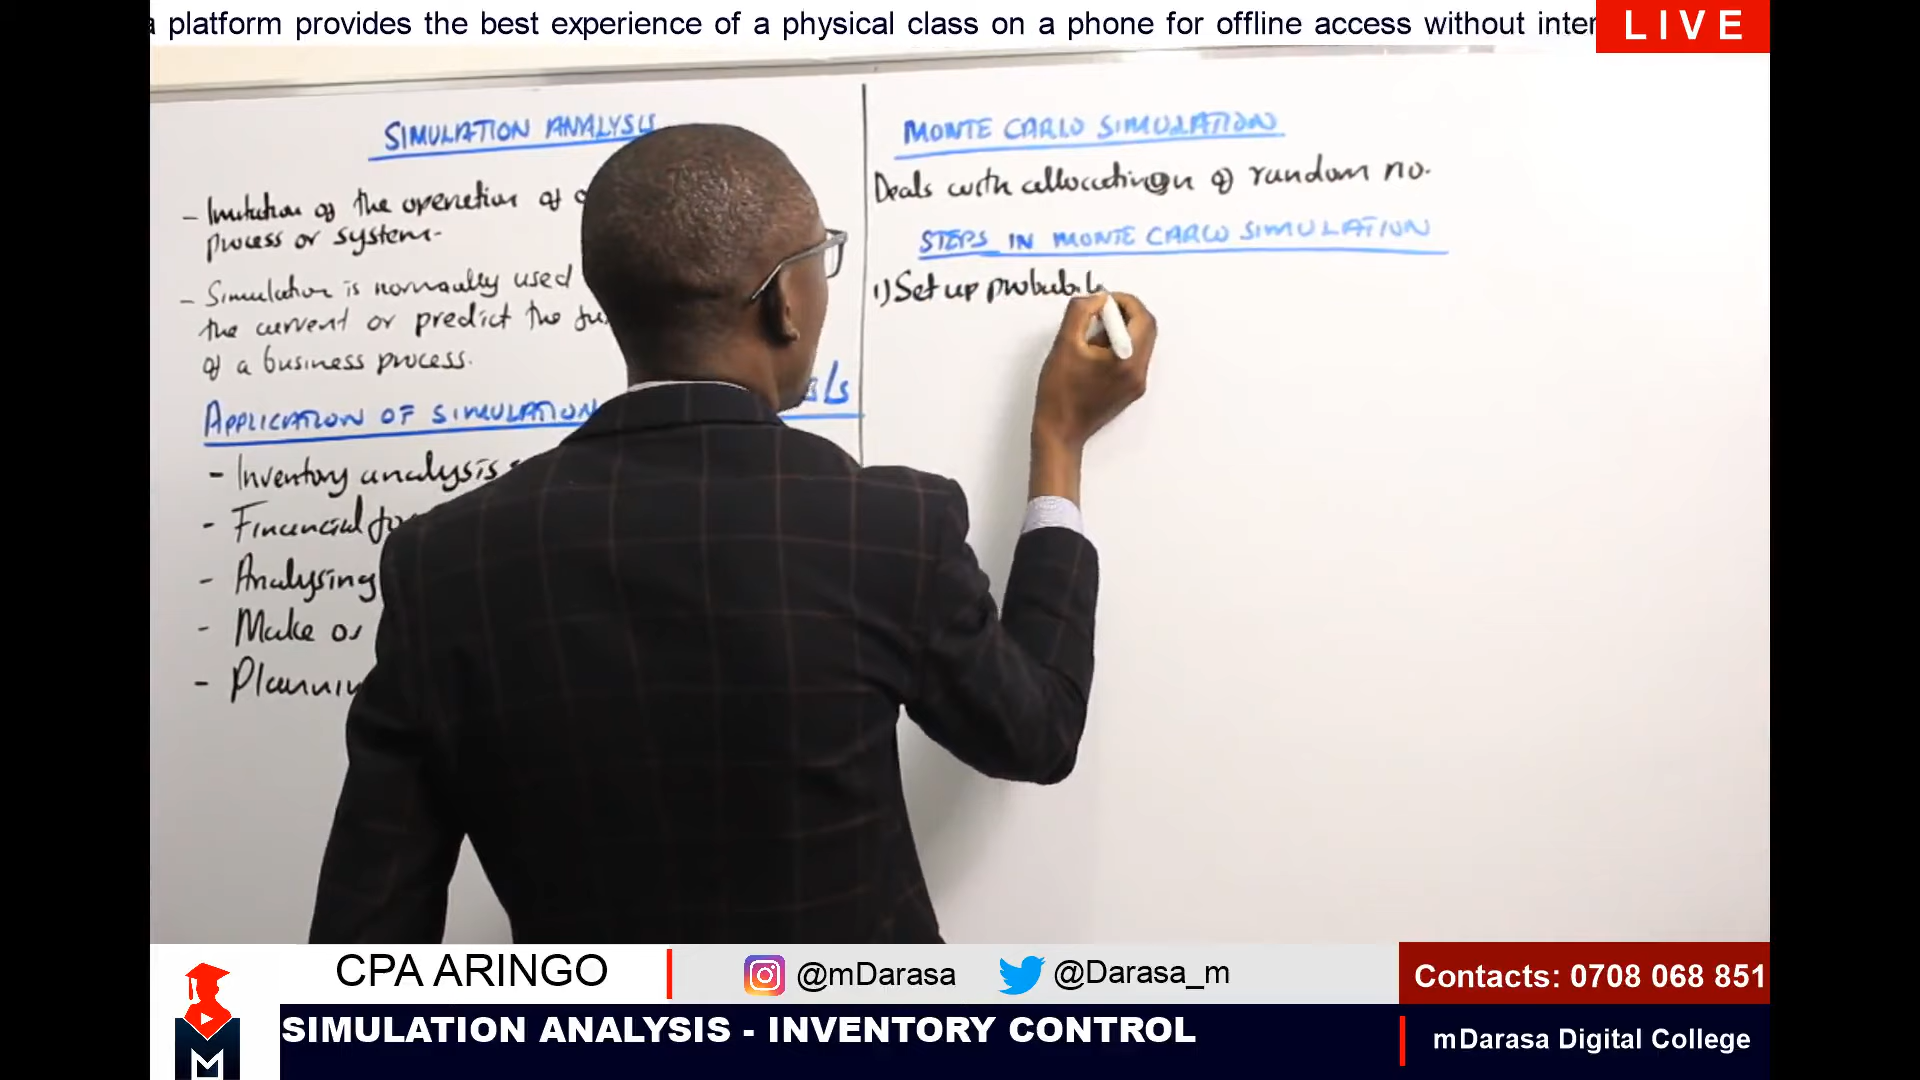 a platform provides the best experience of a physical class on a phone for offline access without inter
LIVE
SIMULATION ANALYSIS
- Imitation of the operation of a
process or system.
- Simulation is normally used
the current or predict the fu
of a business process.
APPLICATION OF SIMULATION
- Inventory analysis
- Financial fo
- Analysing
- Make or
- Plannin
MONTE CARLO SIMULATION
Deals with allocation of random no.
STEPS IN MONTE CARLO SIMULATION
1) Set up probabil
CPA ARINGO
@mDarasa
@Darasa_m
Contacts: 0708 068 851
M
SIMULATION ANALYSIS - INVENTORY CONTROL
mDarasa Digital College